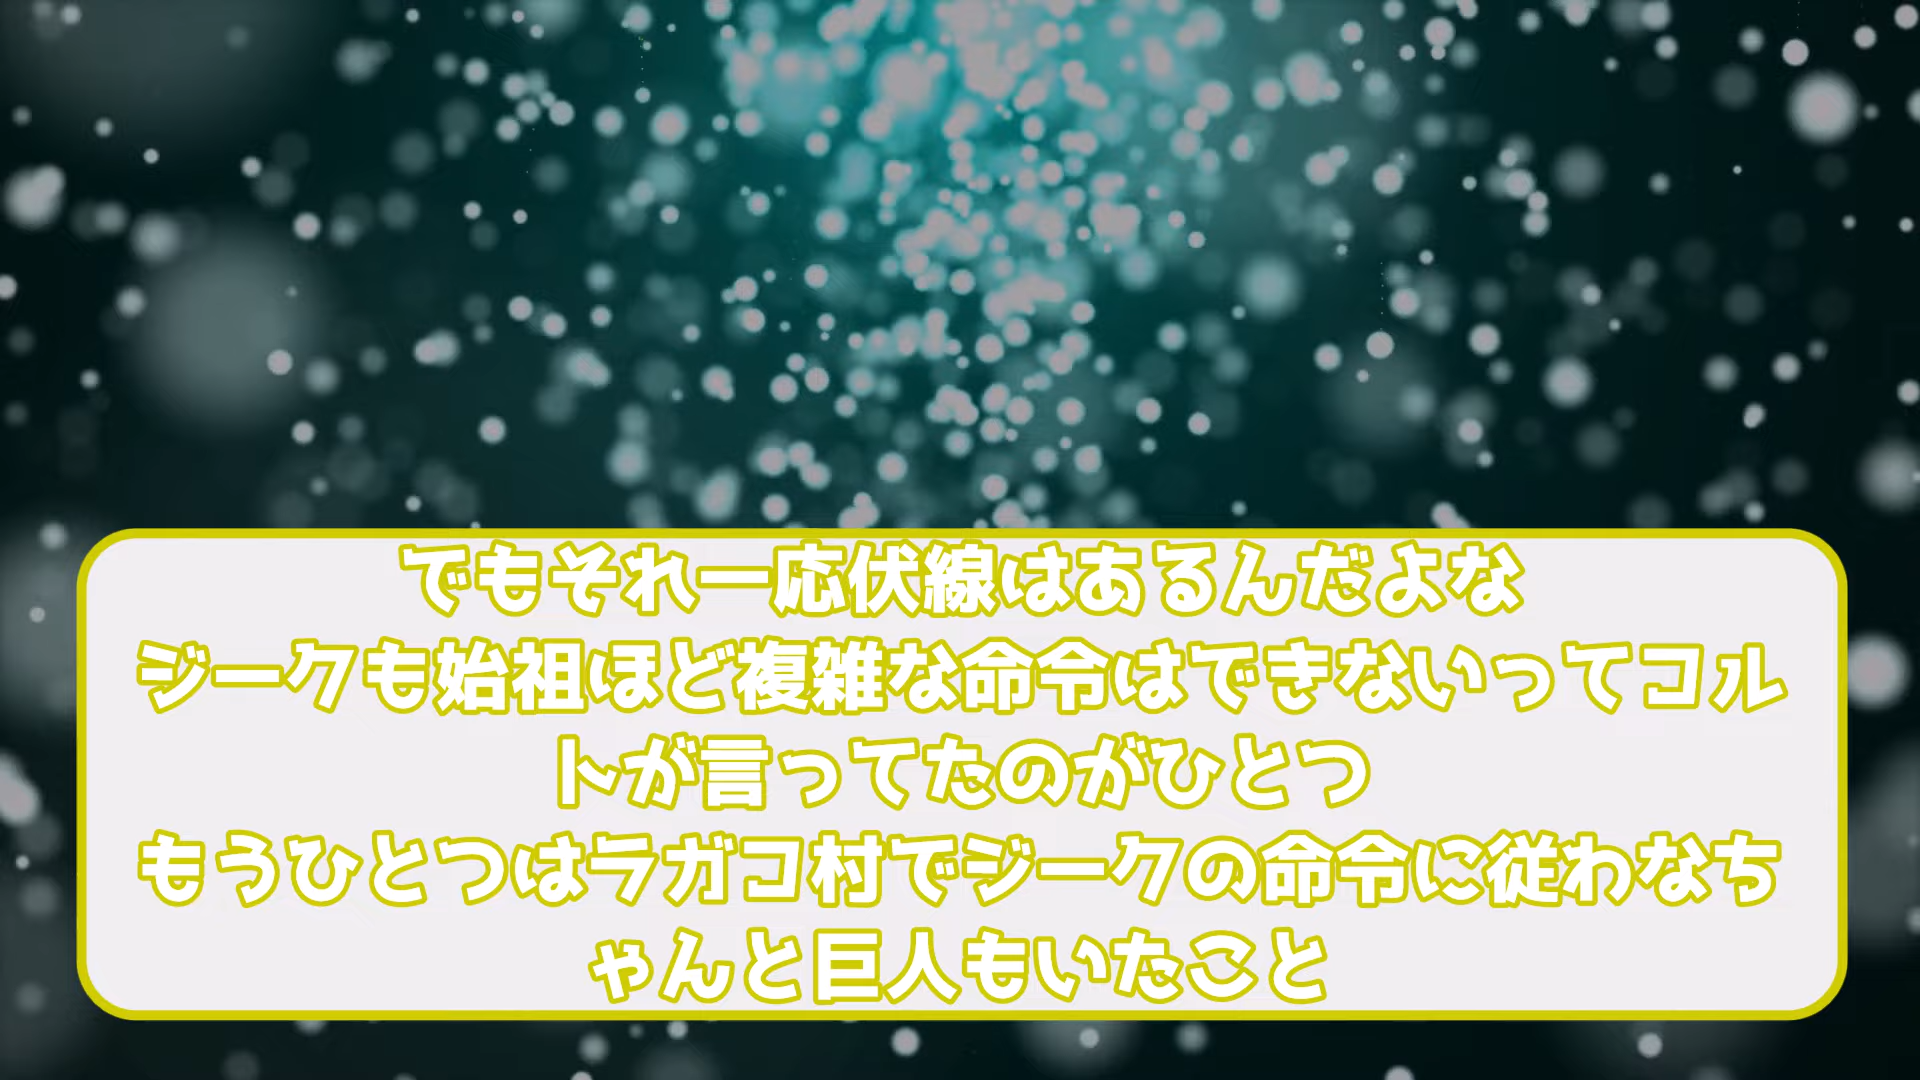 でもそれ一応伏線はあるんだよな
ジークも始祖ほど複雑な命令はできないってコル
トが言ってたのがひとつ
もうひとつはラガコ村でジークの命令に従わなち
ゃんと巨人もいたこと